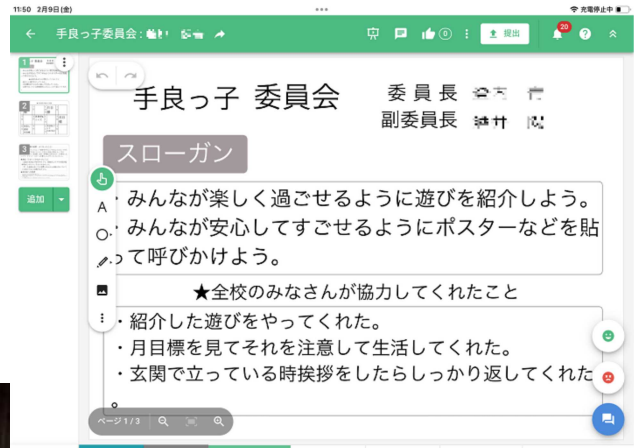 11:50 2月9日(金)
充電停止中
手良っ子委員会:
0
提出
20
1
2
3
追加
手良っ子 委員会
委員長
副委員長
スローガン
・みんなが楽しく過ごせるように遊びを紹介しよう。
・みんなが安心してすごせるようにポスターなどを貼
って呼びかけよう。
★全校のみなさんが協力してくれたこと
・紹介した遊びをやってくれた。
・月目標を見てそれを注意して生活してくれた。
・玄関で立っている時挨拶をしたらしっかり返してくれた
。
A
ページ 1 / 3